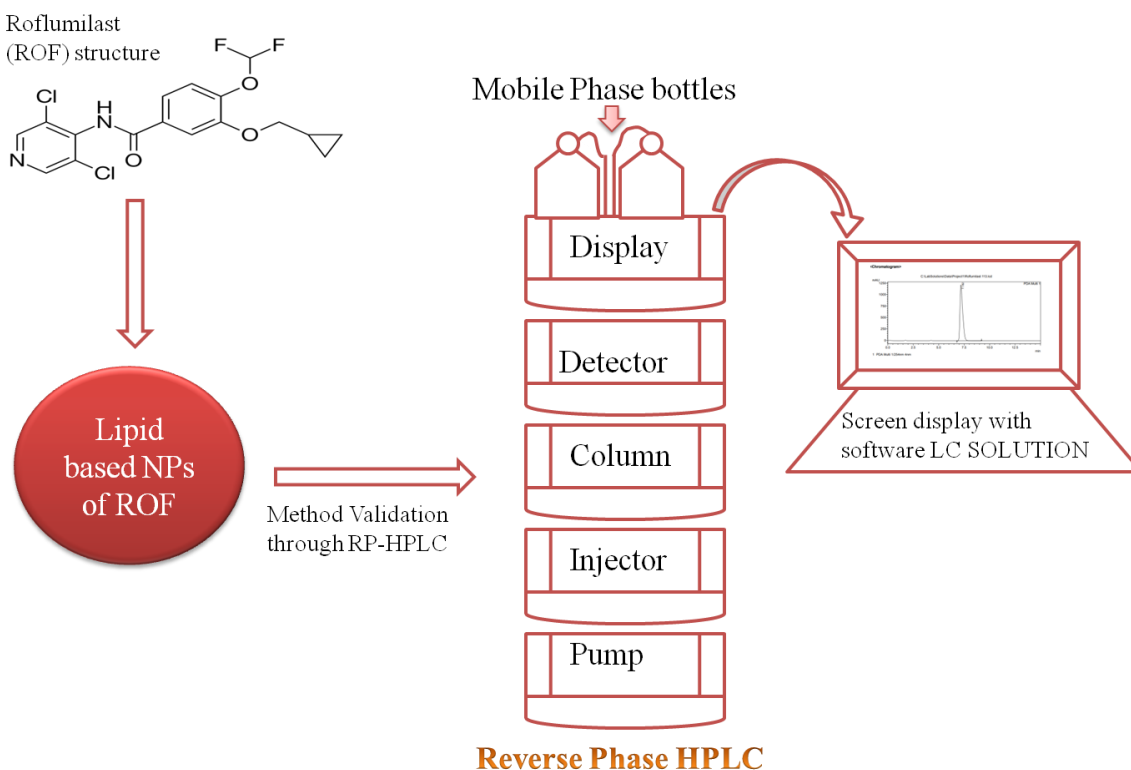 Roflumilast
(ROF) structure
F
F
O
Cl
H
N
O
O
N
Cl
Mobile Phase bottles
Display
Detector
Column
Injector
Pump
Reverse Phase HPLC
Lipid
based NPs
of ROF
Method Validation
through RP-HPLC
<Chromatogram>
Screen display with
software LC SOLUTION